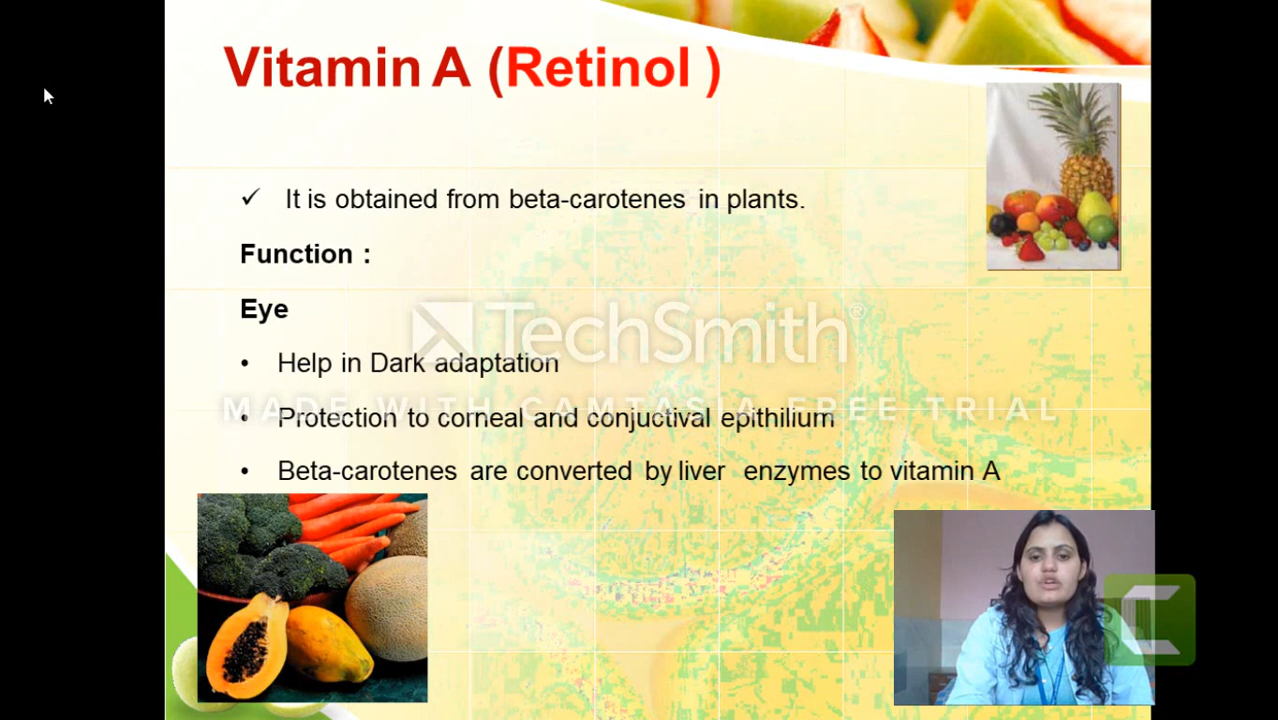 Vitamin A (Retinol )
✓ It is obtained from beta-carotenes in plants.
Function :
Eye
TechSmith®
• Help in Dark adaptation
MADE WITH CAMTASIA FREE TRIAL
• Protection to corneal and conjuctival epithilium
• Beta-carotenes are converted by liver enzymes to vitamin A